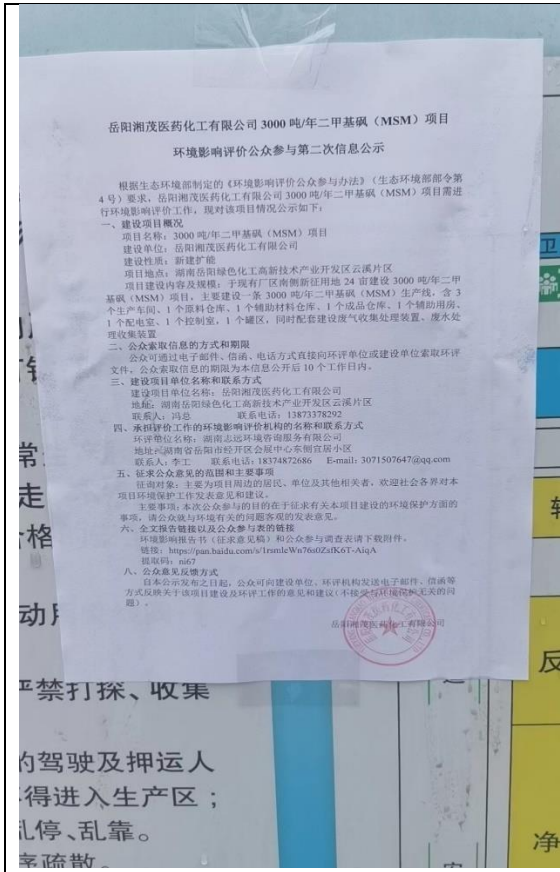 岳阳湘茂医药化工有限公司 3000 吨/年二甲基砜（MSM）项目
环境影响评价公众参与第二次信息公示
根据生态环境部制定的《环境影响评价公众参与办法》（生态环境部部令第
4号）要求，岳阳湘茂医药化工有限公司 3000 吨/年二甲基砜（MSM）项目需进
行环境影响评价工作，现对该项目情况公示如下：
一、建设项目概况
项目名称：3000 吨/年二甲基砜（MSM）项目
建设单位：岳阳湘茂医药化工有限公司
建设性质：新建扩能
项目地点：湖南岳阳绿色化工高新技术产业开发区云溪片区
项目建设内容及规模：于现有厂区南侧新征用地 24 亩建设 3000 吨/年二甲
基砜（MSM）项目，主要建设一条 3000 吨/年二甲基砜（MSM）生产线，含 3
个生产车间、1 个原料仓库、1 个辅助材料仓库、1 个成品仓库、1 个辅助用房、
1 个配电室、1 个控制室，1 个罐区，同时配套建设废气收集处理装置、废水处
理收集装置
二、公众索取信息的方式和期限
公众可通过电子邮件、信函、电话方式直接向环评单位或建设单位索取环评
文件。公众索取信息的期限为本信息公开后 10 个工作日内。
三、建设项目单位名称和联系方式
建设项目单位名称：岳阳湘茂医药化工有限公司
地址：湖南岳阳绿色化工高新技术产业开发区云溪片区
联系人：冯总 联系电话：13873378292
四、承担评价工作的环境影响评价机构的名称和联系方式
环评单位名称：湖南志远环境咨询服务有限公司
地址：湖南省岳阳市经开区会展中心东侧宜居小区
联系人：李工 联系电话：18374872686 E-mail：3071507647@qq.com
五、征求公众意见的范围和主要事项
征询对象：主要为项目周边的居民、单位及其他相关者，欢迎社会各界对本
项目环境保护工作发表意见和建议。
主要事项：本次公众参与的目的在于征求有关本项目建设的环境保护方面的
事项，请公众就与环境有关的问题客观的发表意见。
六、全文报告链接以及公众参与表的链接
环境影响报告书（征求意见稿）和公众参与调查表请下载附件。
链接：https://pan.baidu.com/s/1rsmlcWn76s0ZsfK6T-AiqA
提取码：ni67
八、公众意见反馈方式
自本公示发布之日起，公众可向建设单位、环评机构发送电子邮件、信函等
方式反映关于该项目建设及环评工作的意见和建议（不接受与环境保护无关的问
题）。
岳阳湘茂医药化工有限公司
卫
常
走
格
动
严禁打探、收集
的驾驶及押运人
得进入生产区；
乱停、乱靠。
序疏散。
反
净